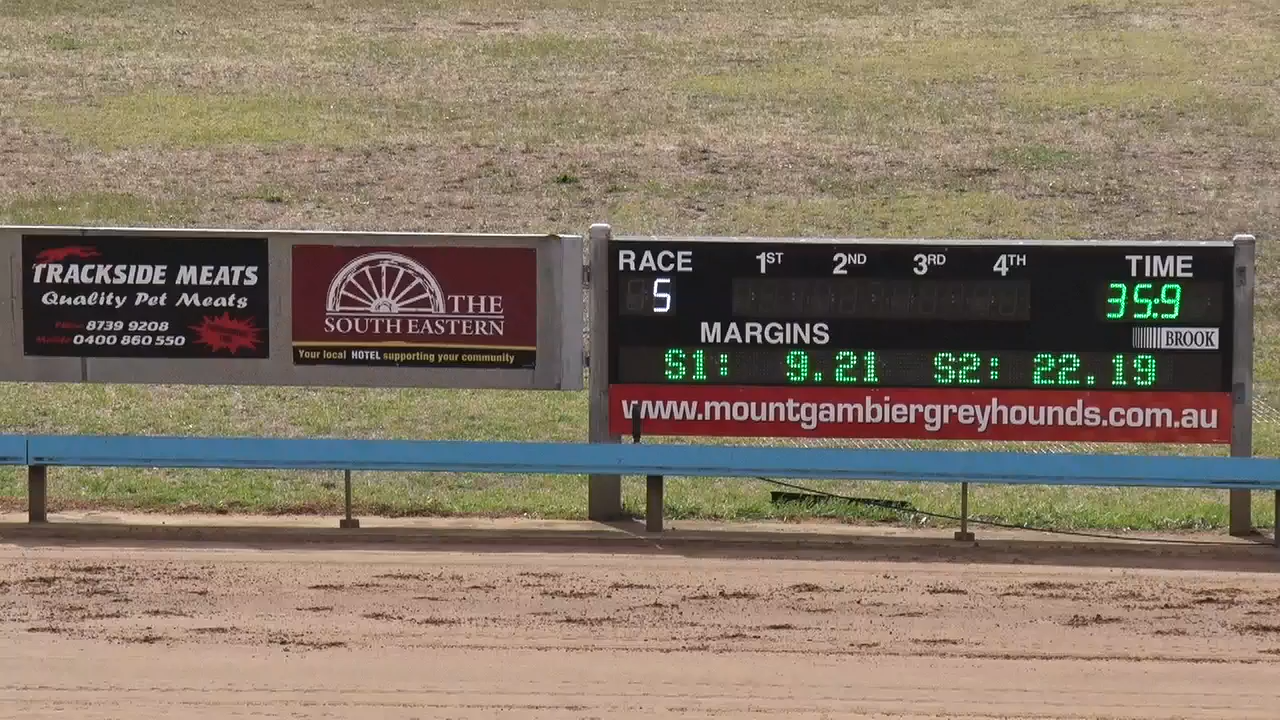 TRACKSIDE MEATS
Quality Pet Meats
8739 9208
0400 860 550
THE
SOUTH EASTERN
Your local HOTEL supporting your community
RACE 1ST 2ND 3RD 4TH TIME
5 35:9
MARGINS BROOK
S1: 9.21 S2: 22.19
www.mountgambiergreyhounds.com.au